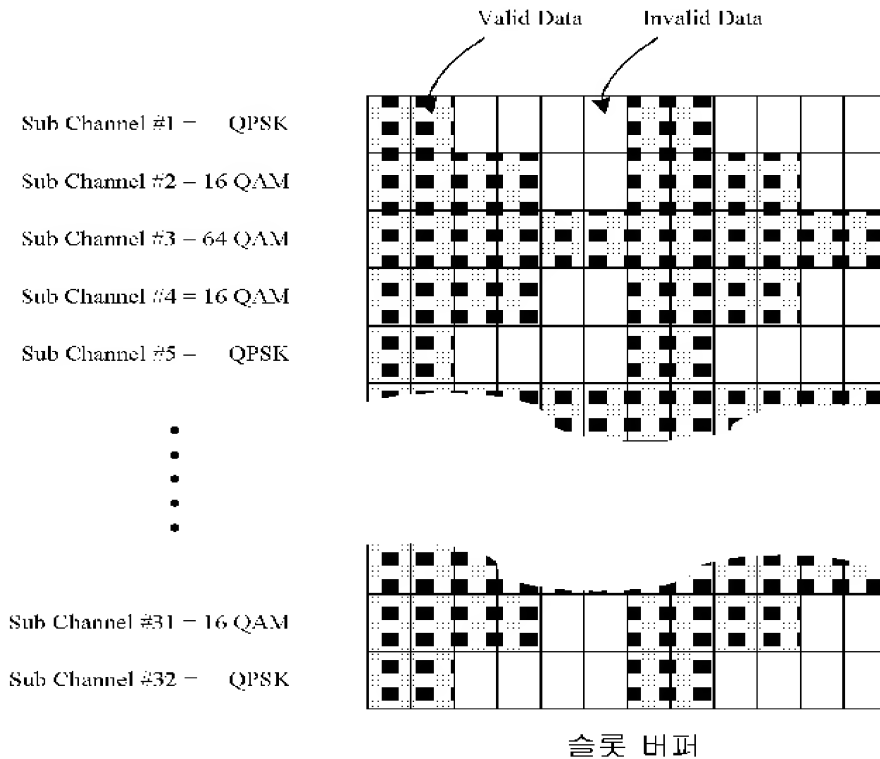 Valid Data Invalid Data
Sub Channel #1 – QPSK
Sub Channel #2 – 16 QAM
Sub Channel #3 – 64 QAM
Sub Channel #4 = 16 QAM
Sub Channel #5 – QPSK
Sub Channel #31 = 16 QAM
Sub Channel #32 = QPSK
슬롯 버퍼